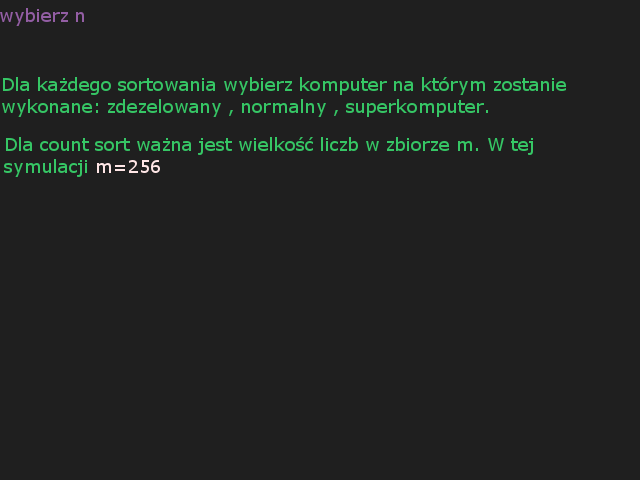 wybierz n
Dla każdego sortowania wybierz komputer na którym zostanie
wykonane: zdezelowany , normalny , superkomputer.
Dla count sort ważna jest wielkość liczb w zbiorze m. W tej
symulacji m=256